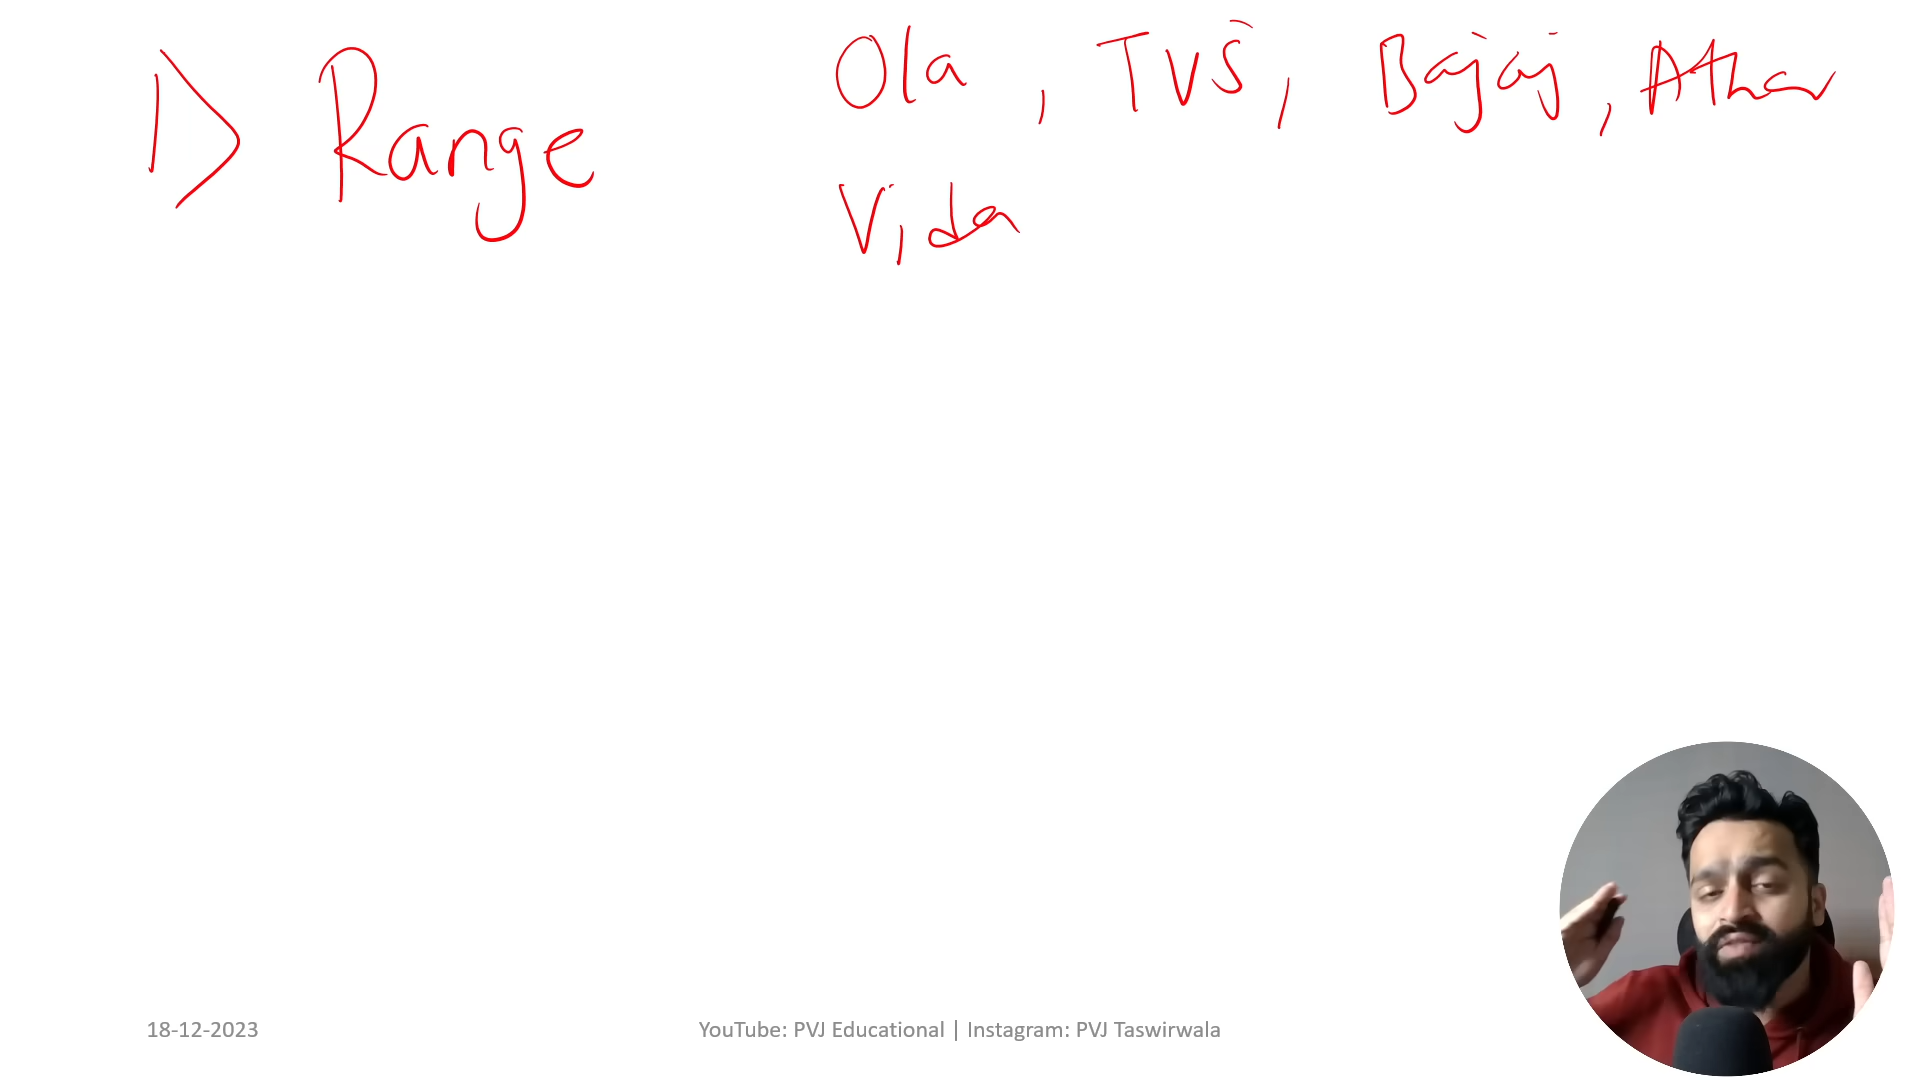 1) Range
Ola, TVS, Bajaj, Ather
Vida
18-12-2023
YouTube: PVJ Educational | Instagram: PVJ Taswirwala